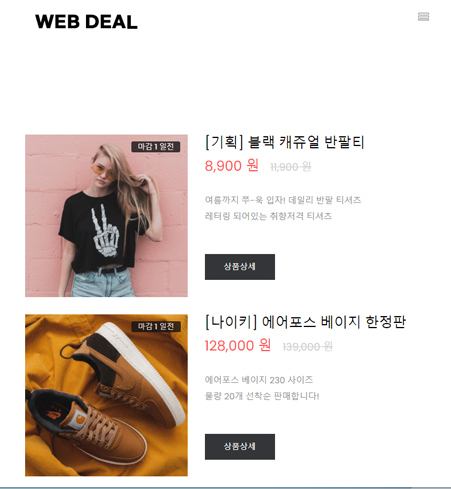 WEB DEAL
마감 1 일전
[기획] 블랙 캐쥬얼 반팔티
8,900 원 11,900 원
여름까지 쭈-욱 입자! 데일리 반팔 티셔츠
레터링 되어있는 취향저격 티셔츠
상품상세
마감 1 일전
[나이키] 에어포스 베이지 한정판
128,000 원 139,000 원
에어포스 베이지 230 사이즈
물량 20개 선착순 판매합니다!
상품상세